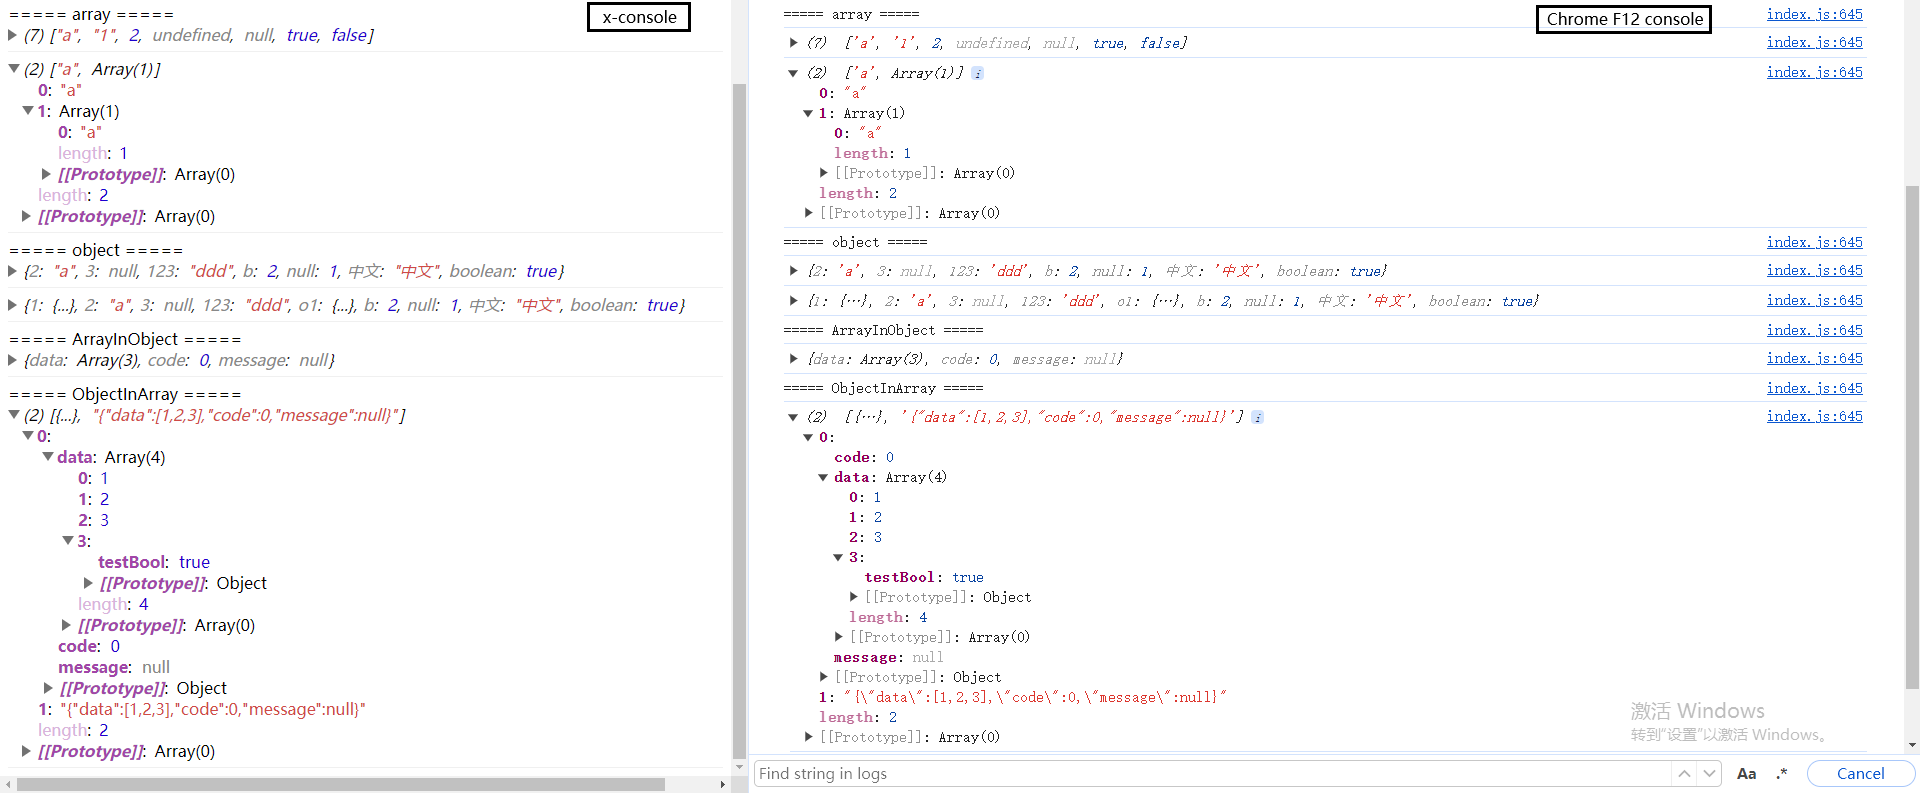 ===== array =====
x-console
(7) ["a", "1", 2, undefined, null, true, false]
(2) ["a", Array(1)]
0: "a"
1: Array(1)
0: "a"
length: 1
[[Prototype]]: Array(0)
length: 2
[[Prototype]]: Array(0)
===== object =====
{2: "a", 3: null, 123: "ddd", b: 2, null: 1, 中文: "中文", boolean: true}
{1: {...}, 2: "a", 3: null, 123: "ddd", o1: {...}, b: 2, null: 1, 中文: "中文", boolean: true}
===== ArrayInObject =====
{data: Array(3), code: 0, message: null}
===== ObjectInArray =====
(2) [{...}, "{"data":[1,2,3],"code":0,"message":null}"]
0:
data: Array(4)
0: 1
1: 2
2: 3
3:
testBool: true
[[Prototype]]: Object
length: 4
[[Prototype]]: Array(0)
code: 0
message: null
[[Prototype]]: Object
1: "{"data":[1,2,3],"code":0,"message":null}"
length: 2
[[Prototype]]: Array(0)
===== array ===== index.js:645
Chrome F12 console
(7) ['a', '1', 2, undefined, null, true, false] index.js:645
(2) ['a', Array(1)] i index.js:645
0: "a"
1: Array(1)
0: "a"
length: 1
[[Prototype]]: Array(0)
length: 2
[[Prototype]]: Array(0)
===== object ===== index.js:645
{2: 'a', 3: null, 123: 'ddd', b: 2, null: 1, 中文: '中文', boolean: true} index.js:645
{1: {…}, 2: 'a', 3: null, 123: 'ddd', o1: {…}, b: 2, null: 1, 中文: '中文', boolean: true} index.js:645
===== ArrayInObject ===== index.js:645
{data: Array(3), code: 0, message: null} index.js:645
===== ObjectInArray ===== index.js:645
(2) [{…}, '{"data":[1,2,3],"code":0,"message":null}'] i index.js:645
0:
code: 0
data: Array(4)
0: 1
1: 2
2: 3
3:
testBool: true
[[Prototype]]: Object
length: 4
[[Prototype]]: Array(0)
message: null
[[Prototype]]: Object
1: "{\"data\":[1,2,3],\"code\":0,\"message\":null}"
length: 2
[[Prototype]]: Array(0)
激活 Windows
转到"设置"以激活 Windows。
Find string in logs Aa .* Cancel